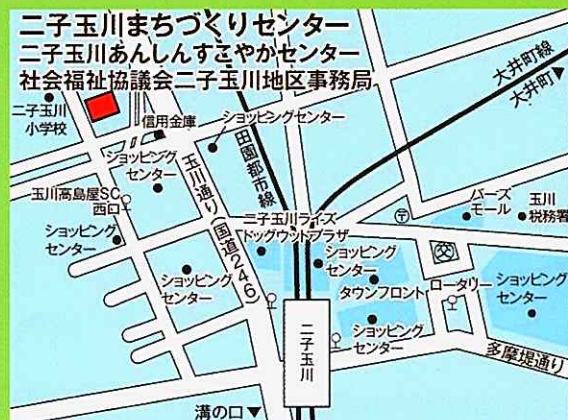 二子玉川まちづくりセンター
二子玉川あんしんすこやかセンター
社会福祉協議会二子玉川地区事務局
大井町線
大井町▶
二子玉川
小学校
信用金庫
ショッピングセンター
ショッピング
センター
玉川通り(国道246)
田園都市線
玉川高島屋SC
西口
ショッピング
センター
二子玉川ライズ
ドッグウッドプラザ
バーズ
モール
玉川
税務署
ショッピング
センター
ショッピング
センター
タウンフロント
ロータリー
ショッピング
センター
ショッピング
センター
二子玉川
多摩堤通り
溝の口▼